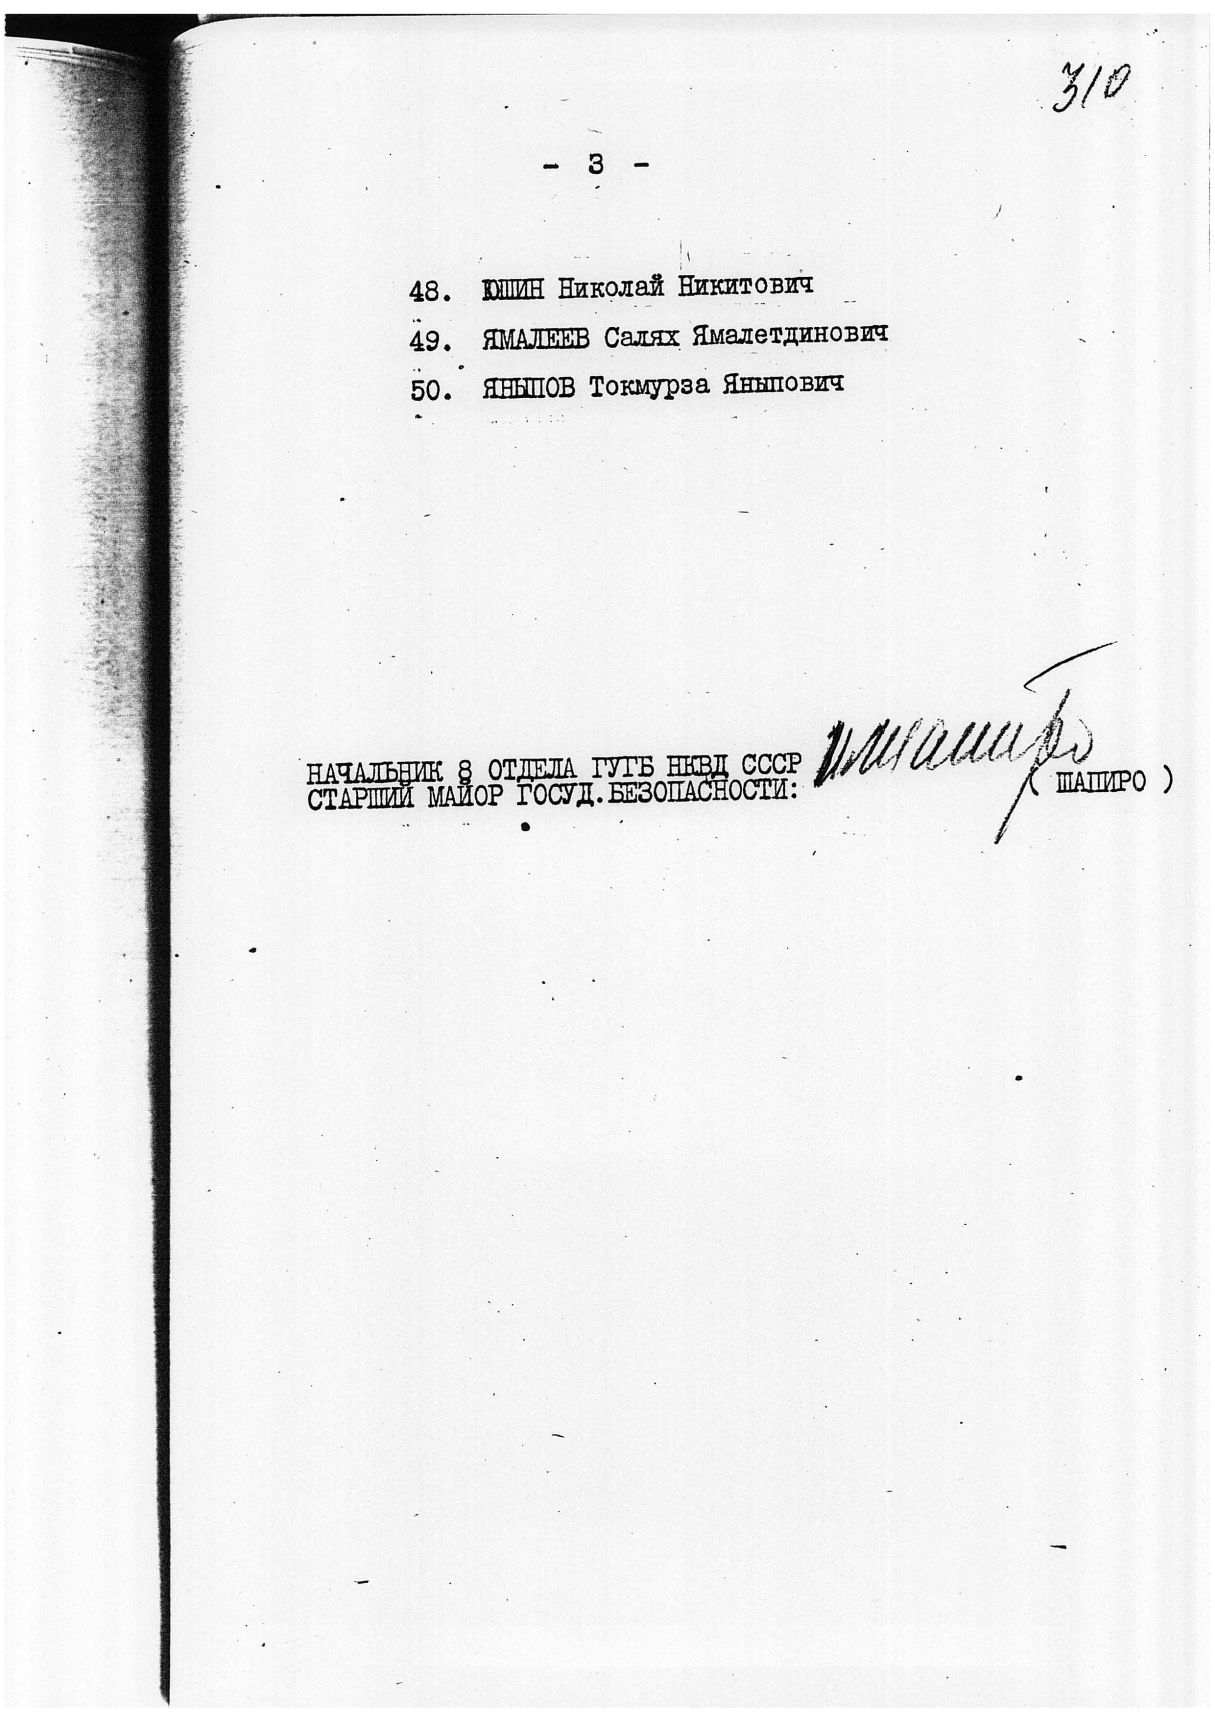 310
- 3 -
48. ЮШИН Николай Никитович
49. ЯМАЛЕЕВ Салях Ямалетдинович
50. ЯНЫПОВ Токмурза Яныпович
НАЧАЛЬНИК 8 ОТДЕЛА ГУГБ НКВД СССР
СТАРШИЙ МАЙОР ГОСУД.БЕЗОПАСНОСТИ:
( ШАПИРО )